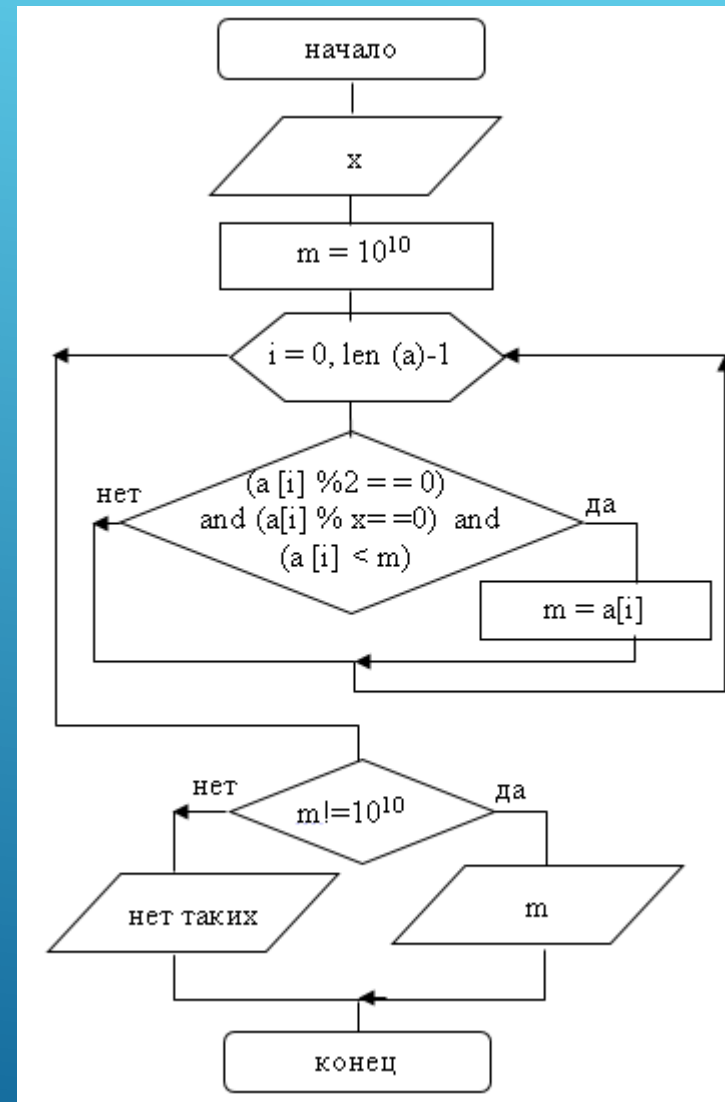 начало
x
m = 10¹⁰
i = 0, len (a)-1
нет
(a [i] %2 = = 0)
and (a[i] % x= =0) and
(a [i] < m)
да
m = a[i]
нет
m!=10¹⁰
да
нет таких
m
конец